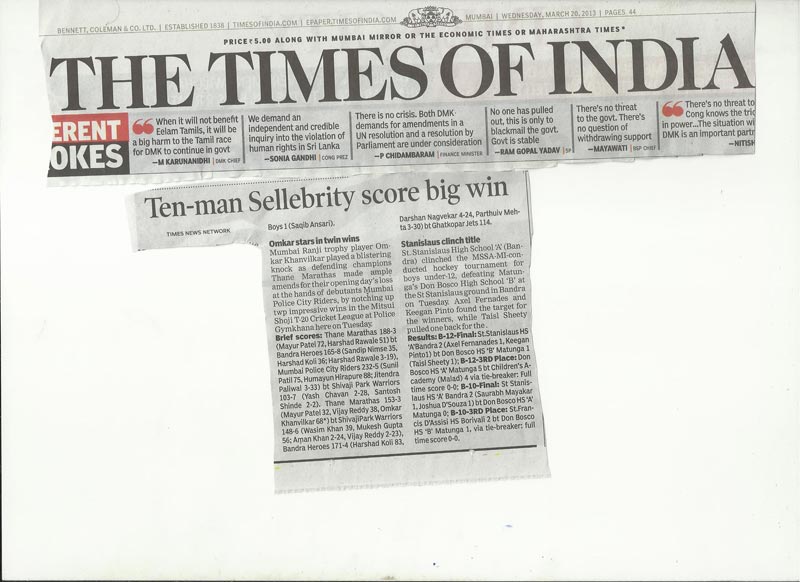 BENNETT, COLEMAN & CO. LTD. | ESTABLISHED 1838 | TIMESOFINDIA.COM | EPAPER.TIMESOFINDIA.COM
MUMBAI | WEDNESDAY, MARCH 20, 2013 | PAGES 44
PRICE ₹ 5.00 ALONG WITH MUMBAI MIRROR OR THE ECONOMIC TIMES OR MAHARASHTRA TIMES*
THE TIMES OF INDIA
ERENT
OKES
When it will not benefit
Eelam Tamils, it will be
a big harm to the Tamil race
for DMK to continue in govt
—M KARUNANIDHI | DMK CHIEF
We demand an
independent and credible
inquiry into the violation of
human rights in Sri Lanka
—SONIA GANDHI | CONG PREZ
There is no crisis. Both DMK
demands for amendments in a
UN resolution and a resolution by
Parliament are under consideration
—P CHIDAMBARAM | FINANCE MINISTER
No one has pulled
out, this is only to
blackmail the govt.
Govt is stable
—RAM GOPAL YADAV | SP
There's no threat
to the govt. There's
no question of
withdrawing support
—MAYAWATI | BSP CHIEF
There's no threat to
Cong knows the tric
in power...The situation wi
DMK is an important partn
—NITISH
Ten-man Sellebrity score big win
TIMES NEWS NETWORK
Boys 1 (Saqib Ansari).
Omkar stars in twin wins
Mumbai Ranji trophy player Om-
kar Khanvilkar played a blistering
knock as defending champions
Thane Marathas made ample
amends for their opening day's loss
at the hands of debutants Mumbai
Police City Riders, by notching up
twp impressive wins in the Mitsui
Shoji T-20 Cricket League at Police
Gymkhana here on Tuesday.
Brief scores: Thane Marathas 188-3
(Mayur Patel 72, Harshad Rawale 51) bt
Bandra Heroes 165-8 (Sandip Nimse 35,
Harshad Koli 36; Harshad Rawale 3-19),
Mumbai Police City Riders 232-5 (Sunil
Patil 75, Humayun Hirapure 88; Jitendra
Paliwal 3-33) bt Shivaji Park Warriors
103-7 (Yash Chavan 2-28, Santosh
Shinde 2-2). Thane Marathas 153-3
(Mayur Patel 32, Vijay Reddy 38, Omkar
Khanvilkar 68*) bt ShivajiPark Warriors
148-6 (Wasim Khan 39, Mukesh Gupta
56; Aman Khan 2-24, Vijay Reddy 2-23),
Bandra Heroes 171-4 (Harshad Koli 83,
Darshan Nagvekar 4-24, Parthuiv Meh-
ta 3-30) bt Ghatkopar Jets 114.
Stanislaus clinch title
St. Stanislaus High School 'A' (Ban-
dra) clinched the MSSA-MI-con-
ducted hockey tournament for
boys under-12, defeating Matun-
ga's Don Bosco High School 'B' at
the St Stanislaus ground in Bandra
on Tuesday. Axel Fernades and
Keegan Pinto found the target for
the winners, while Taisl Sheety
pulled one back for the .
Results: B-12-Final: St.Stanislaus HS
'A'Bandra 2 (Axel Fernanades 1, Keegan
Pinto1) bt Don Bosco HS 'B' Matunga 1
(Taisl Sheety 1); B-12-3RD Place: Don
Bosco HS 'A' Matunga 5 bt Children's Ac-
ademy (Malad) 4 via tie-breaker: Full
time score 0-0; B-10-Final: St Stanis-
laus HS 'A' Bandra 2 (Saurabh Mayakar
1, Joshua D'Souza 1) bt Don Bosco HS 'A'
Matunga 0; B-10-3RD Place: St.Fran-
cis D'Assisi HS Borivali 2 bt Don Bosco
HS 'B' Matunga 1, via tie-breaker: full
time score 0-0.